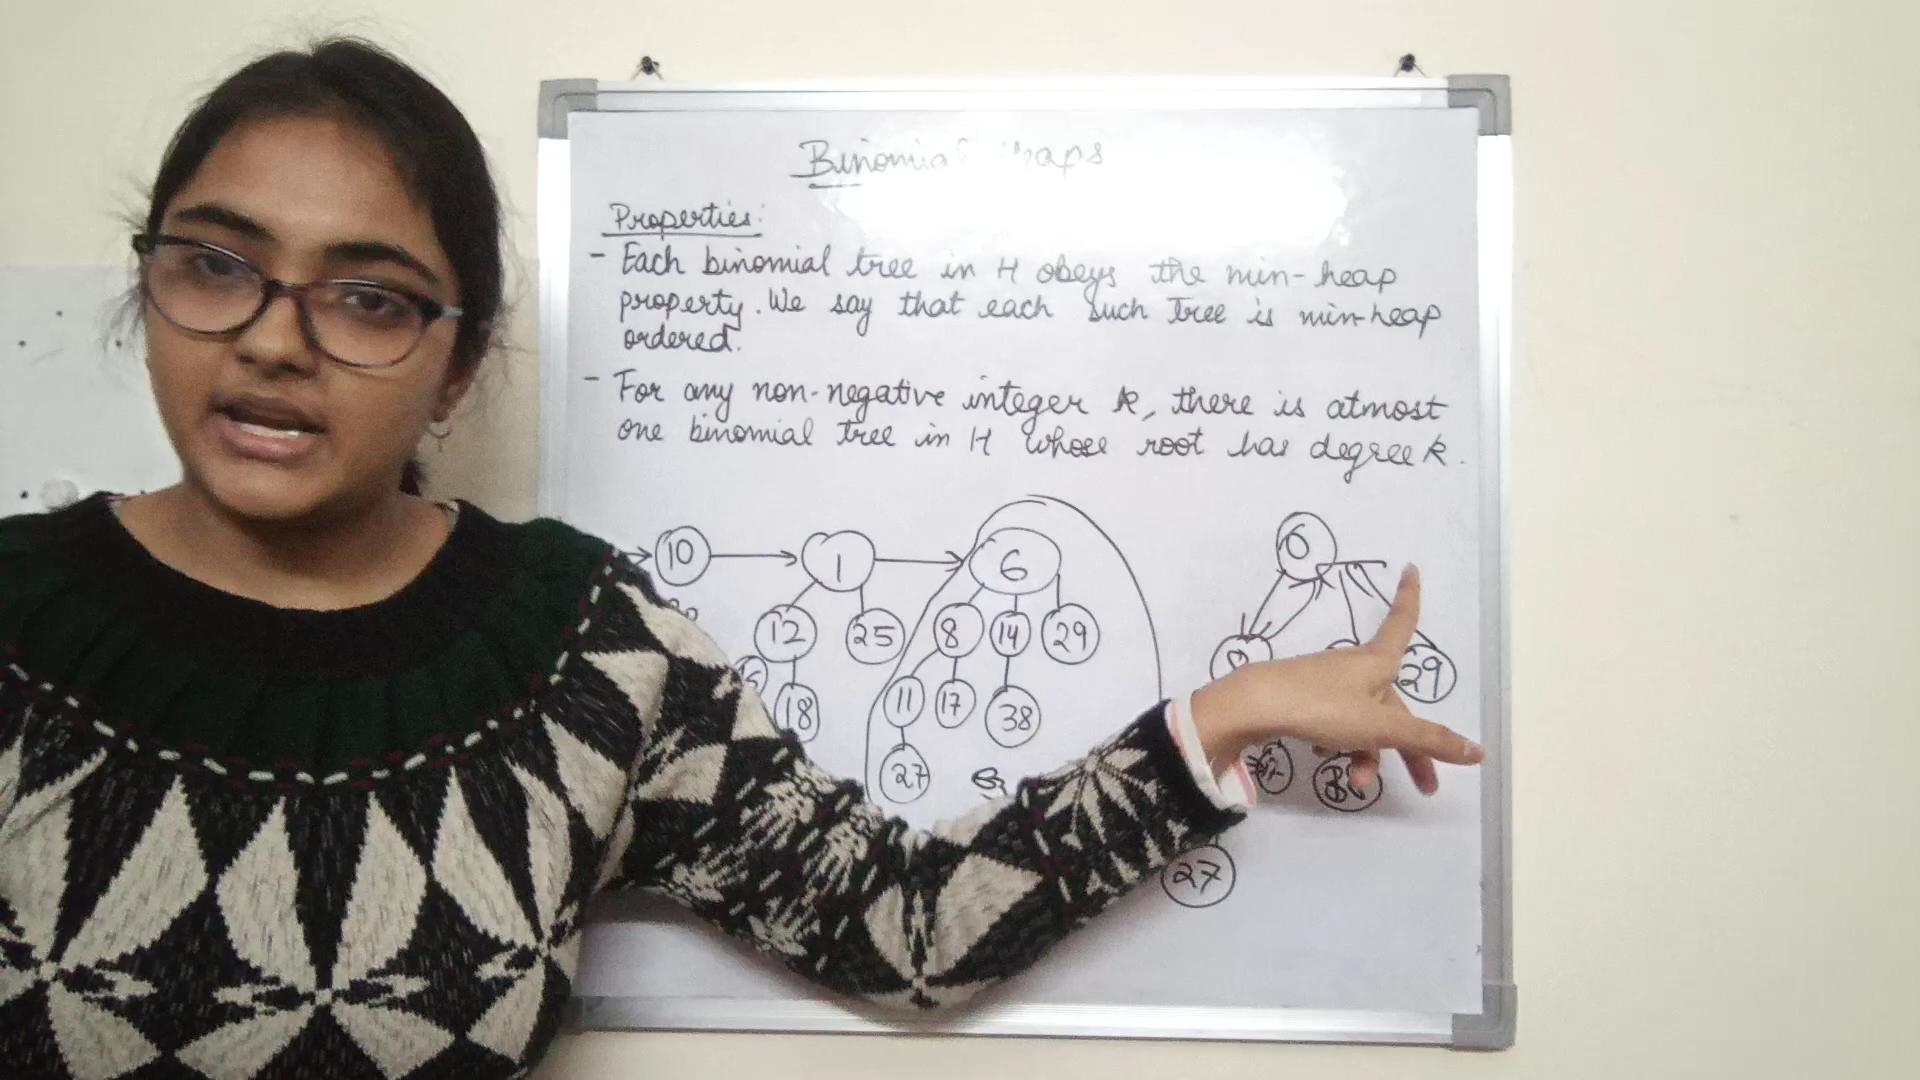 Binomial Heaps
Properties:
- Each binomial tree in H obeys the min-heap
property. We say that each such tree is min-heap
ordered.
- For any non-negative integer k, there is atmost
one binomial tree in H whose root has degree k.
10 1 6 6
12 25 8 14 29 29
18 11 17 38
27
27